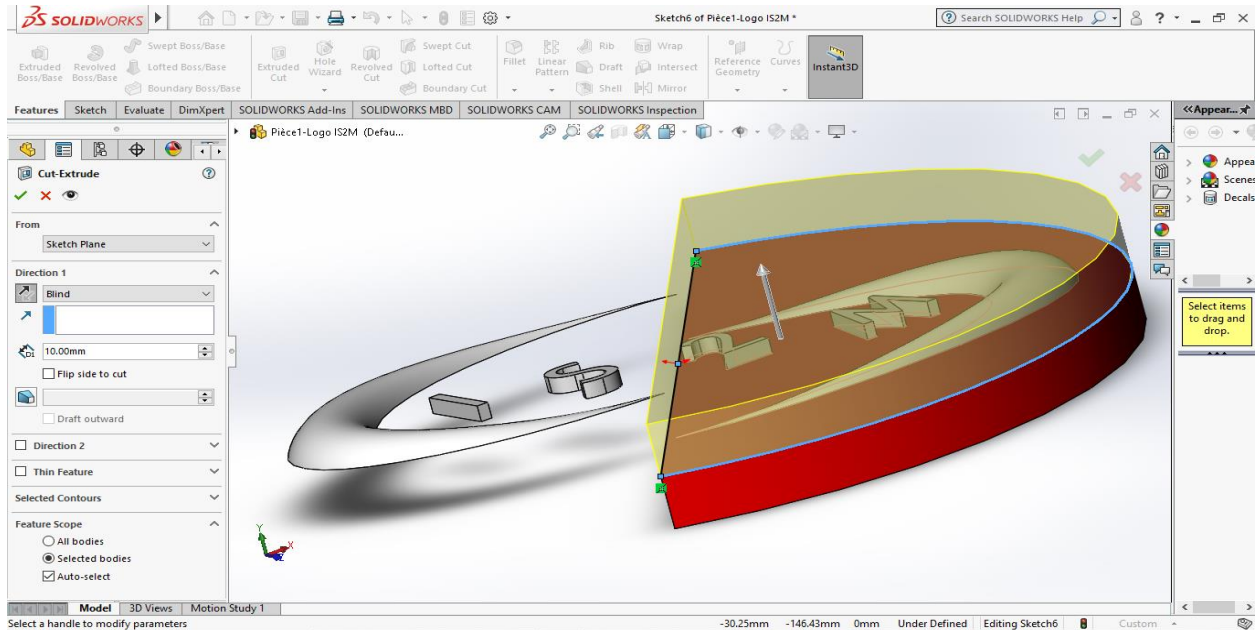 SOLIDWORKS
Sketch6 of Pièce1-Logo IS2M *
Search SOLIDWORKS Help
Extruded Boss/Base
Revolved Boss/Base
Swept Boss/Base
Lofted Boss/Base
Boundary Boss/Base
Extruded Cut
Hole Wizard
Revolved Cut
Swept Cut
Lofted Cut
Boundary Cut
Fillet
Linear Pattern
Rib
Draft
Shell
Wrap
Intersect
Mirror
Reference Geometry
Curves
Instant3D
Features Sketch Evaluate DimXpert SOLIDWORKS Add-Ins SOLIDWORKS MBD SOLIDWORKS CAM SOLIDWORKS Inspection
Pièce1-Logo IS2M (Defau...
Cut-Extrude
From
Sketch Plane
Direction 1
Blind
D1
10.00mm
Flip side to cut
Draft outward
Direction 2
Thin Feature
Selected Contours
Feature Scope
All bodies
Selected bodies
Auto-select
I S 2 M
Y
X
Z
<<Appear...
Appea
Scenes
Decals
Select items
to drag and
drop.
Model 3D Views Motion Study 1
Select a handle to modify parameters
-30.25mm -146.43mm 0mm Under Defined Editing Sketch6 Custom